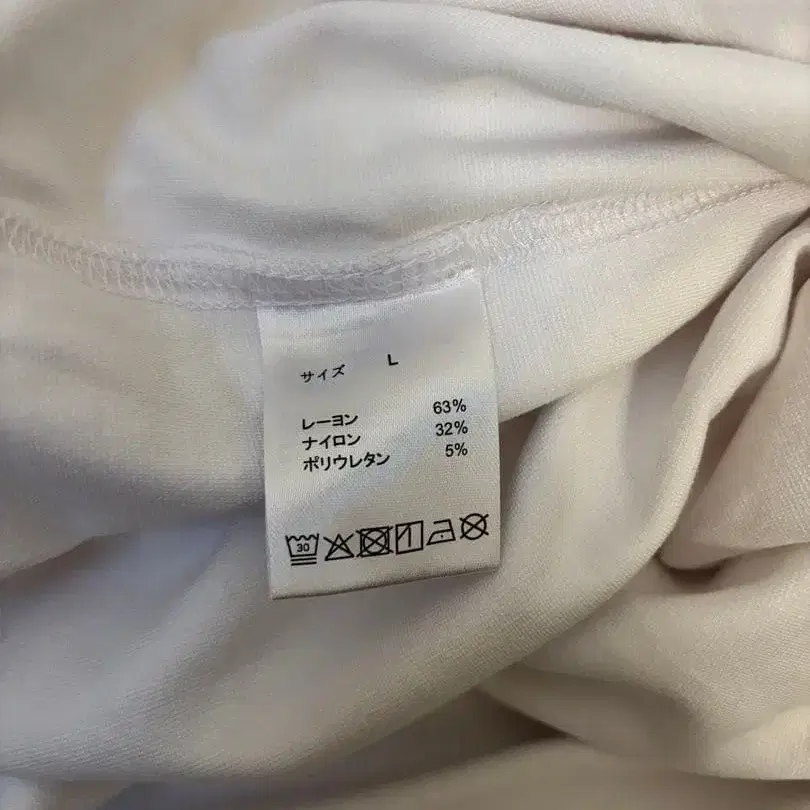 サイズ L
レーヨン 63%
ナイロン 32%
ポリウレタン 5%
30